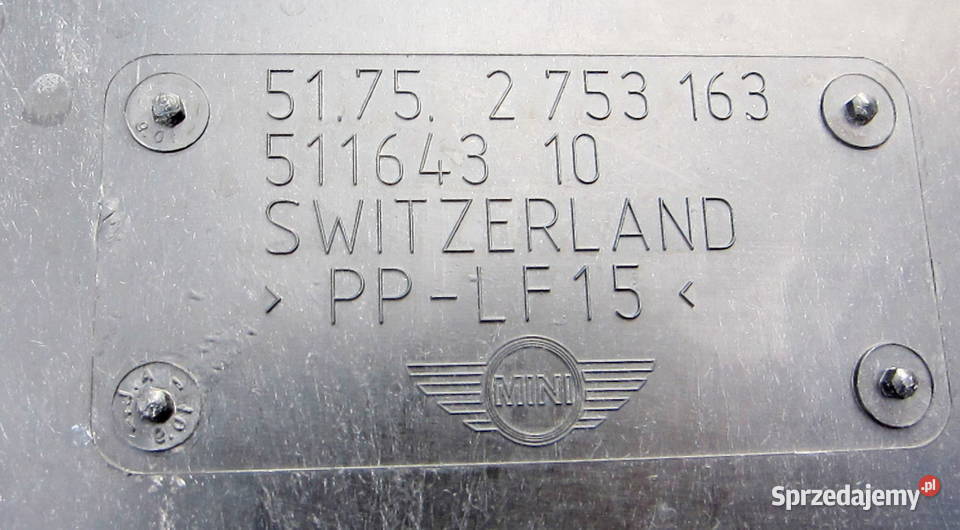 51.75. 2 753 163
511643 10
SWITZERLAND
> PP-LF15 <
MINI
Sprzedajemy.pl